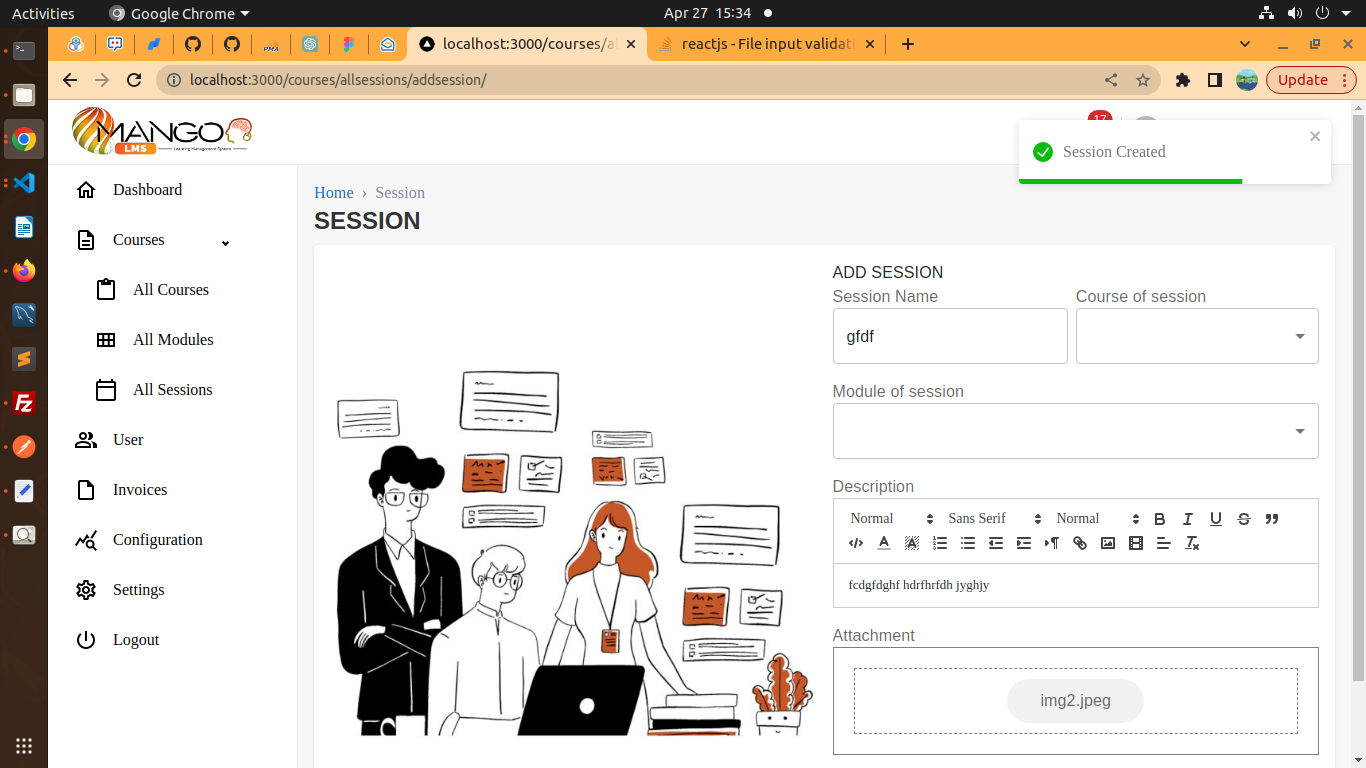 Activities
Google Chrome
Apr 27 15:34
localhost:3000/courses/al
reactjs - File input validati
localhost:3000/courses/allsessions/addsession/
Update
MANGO
LMS
Learning Management System
17
Session Created
Dashboard
Courses
All Courses
All Modules
All Sessions
User
Invoices
Configuration
Settings
Logout
Home › Session
SESSION
ADD SESSION
Session Name
Course of session
gfdf
Module of session
Description
Normal
Sans Serif
Normal
fcdgfdghf hdrfhrfdh jyghjy
Attachment
img2.jpeg